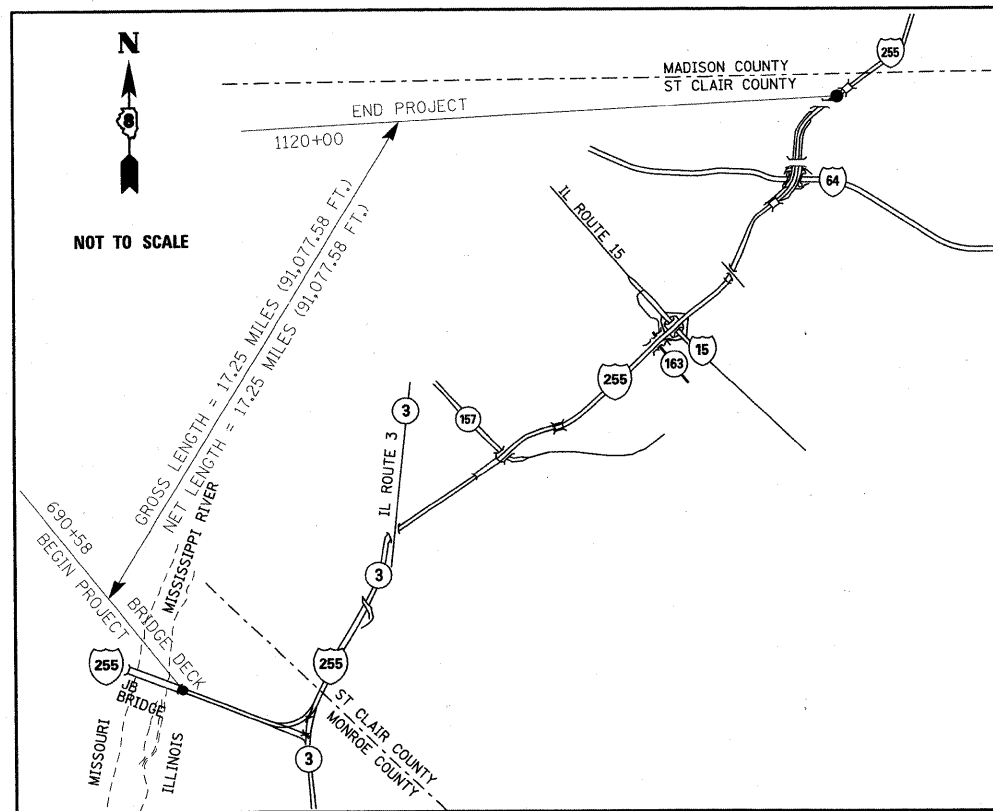 N
8
NOT TO SCALE
255
MADISON COUNTY
ST CLAIR COUNTY
END PROJECT
1120+00
64
IL ROUTE 15
GROSS LENGTH = 17.25 MILES (91,077.58 FT.)
NET LENGTH = 17.25 MILES (91,077.58 FT.)
15
163
255
3
157
IL ROUTE 3
MISSISSIPPI RIVER
690+58
BEGIN PROJECT
BRIDGE DECK
3
255
255
JB
BRIDGE
ST CLAIR COUNTY
MONROE COUNTY
MISSOURI
ILLINOIS
3